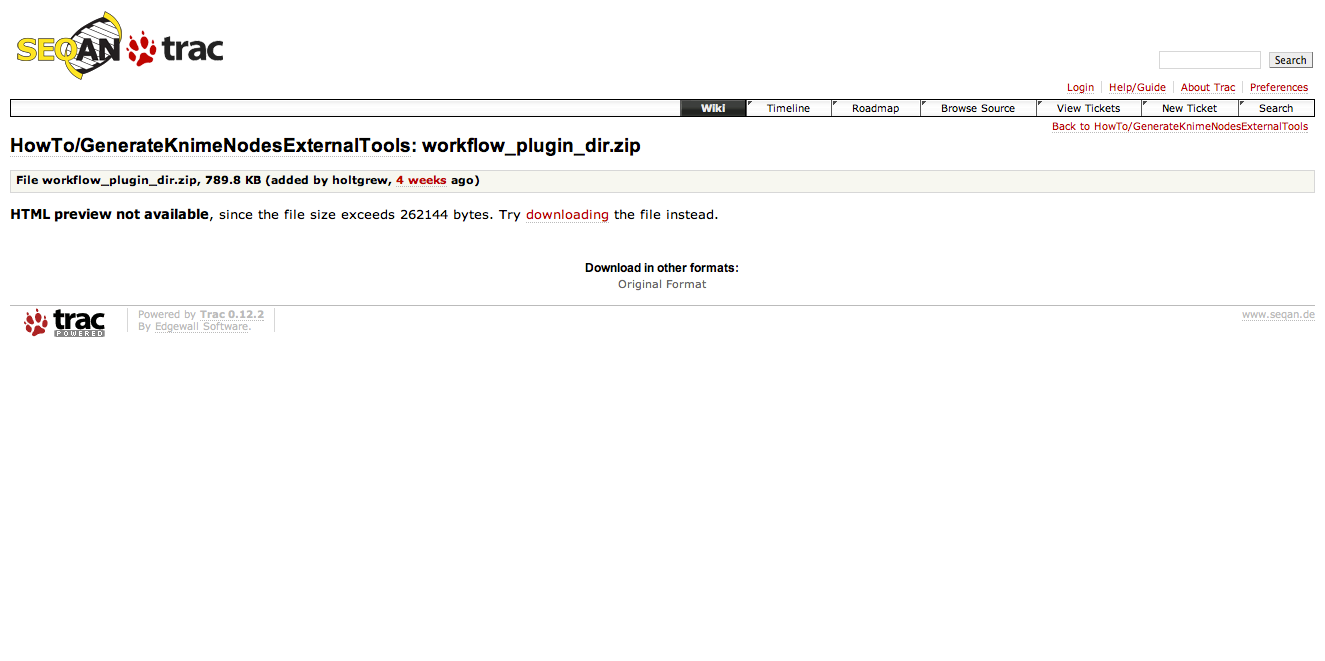 SEQAN trac
Search
Login Help/Guide About Trac Preferences
Wiki Timeline Roadmap Browse Source View Tickets New Ticket Search
Back to HowTo/GenerateKnimeNodesExternalTools
HowTo/GenerateKnimeNodesExternalTools: workflow_plugin_dir.zip
File workflow_plugin_dir.zip, 789.8 KB (added by holtgrew, 4 weeks ago)
HTML preview not available, since the file size exceeds 262144 bytes. Try downloading the file instead.
Download in other formats:
Original Format
trac
POWERED
Powered by Trac 0.12.2
By Edgewall Software.
www.seqan.de